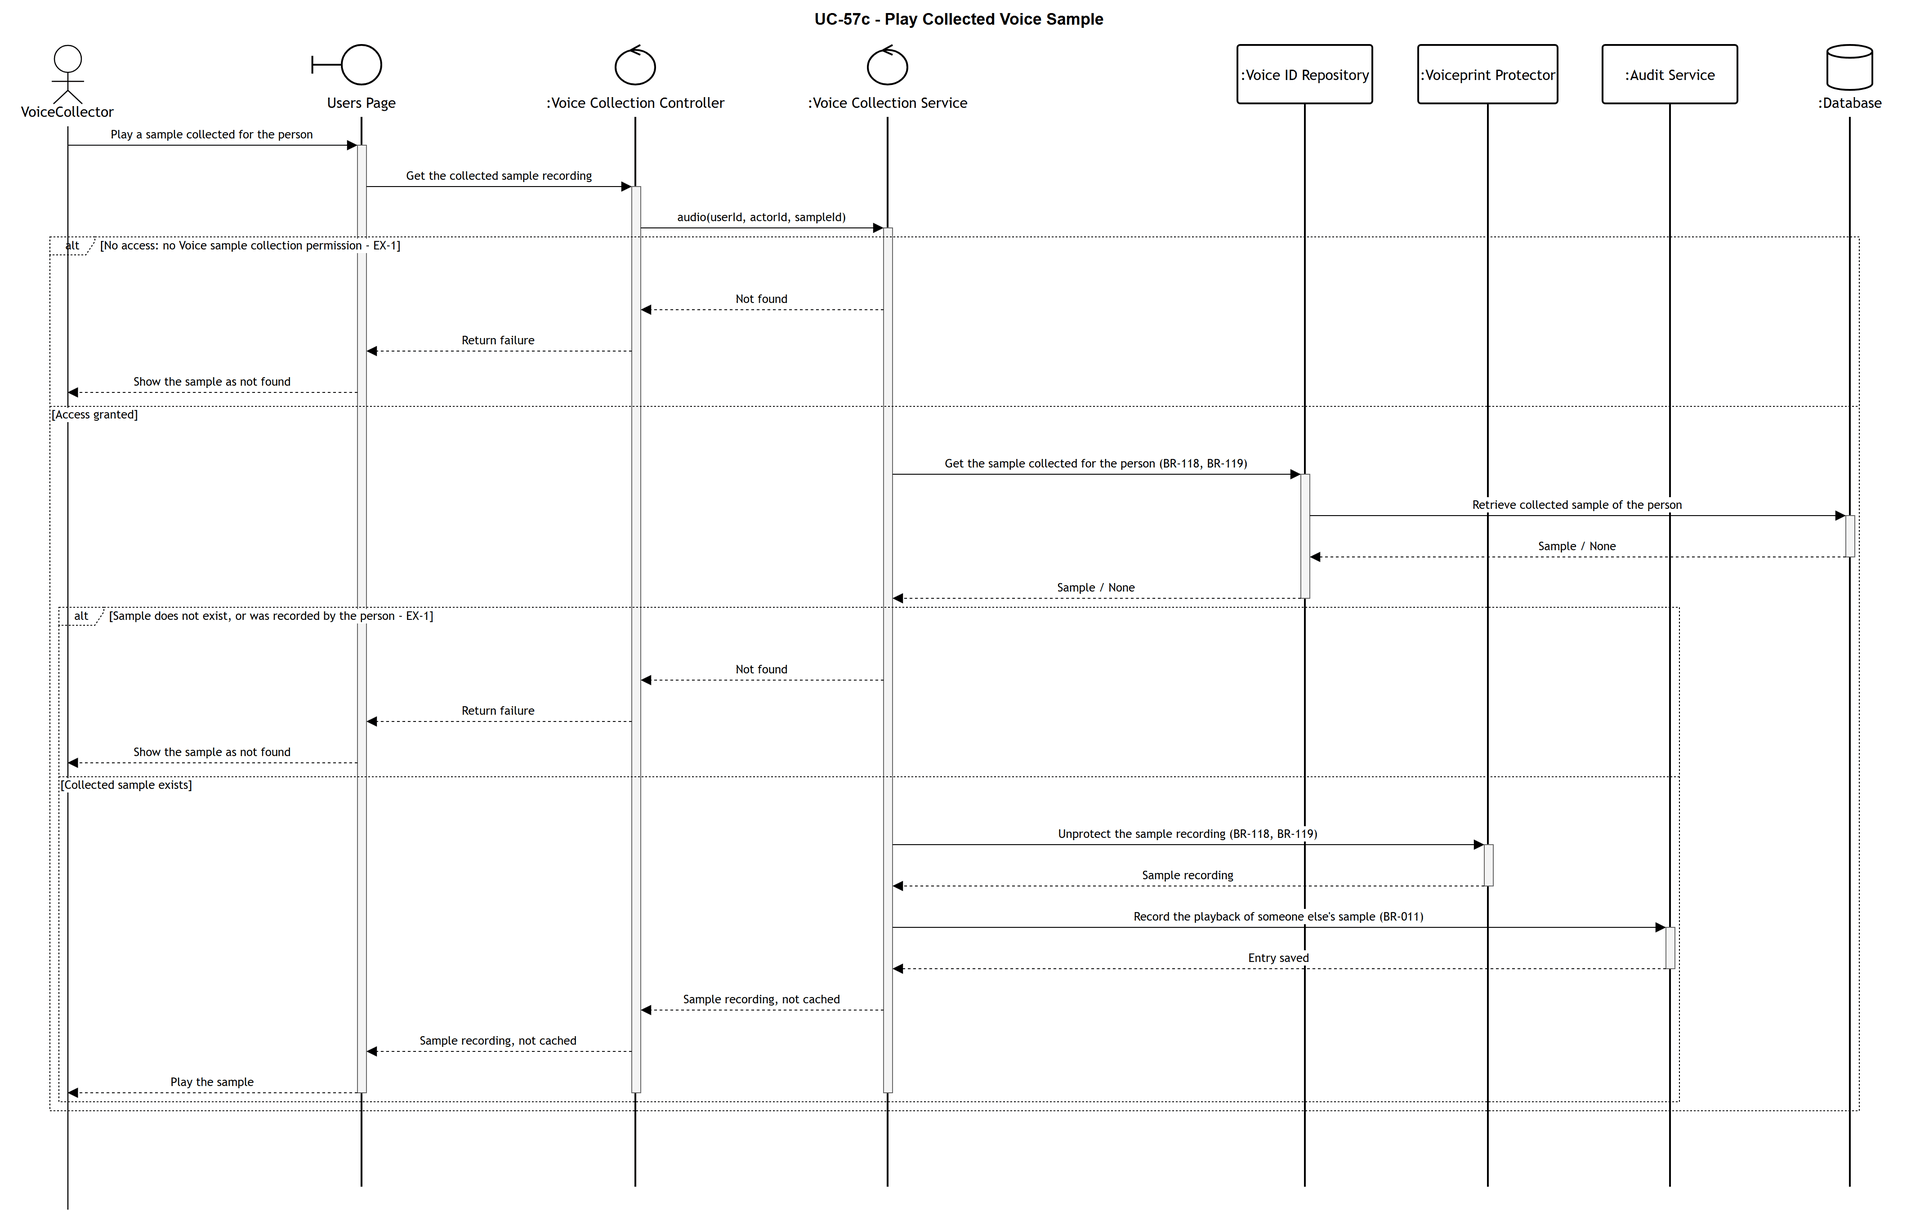 UC-57c - Play Collected Voice Sample
VoiceCollector
Users Page
:Voice Collection Controller
:Voice Collection Service
:Voice ID Repository
:Voiceprint Protector
:Audit Service
:Database
Play a sample collected for the person
Get the collected sample recording
audio(userId, actorId, sampleId)
alt
[No access: no Voice sample collection permission - EX-1]
Not found
Return failure
Show the sample as not found
[Access granted]
Get the sample collected for the person (BR-118, BR-119)
Retrieve collected sample of the person
Sample / None
Sample / None
alt
[Sample does not exist, or was recorded by the person - EX-1]
Not found
Return failure
Show the sample as not found
[Collected sample exists]
Unprotect the sample recording (BR-118, BR-119)
Sample recording
Record the playback of someone else's sample (BR-011)
Entry saved
Sample recording, not cached
Sample recording, not cached
Play the sample